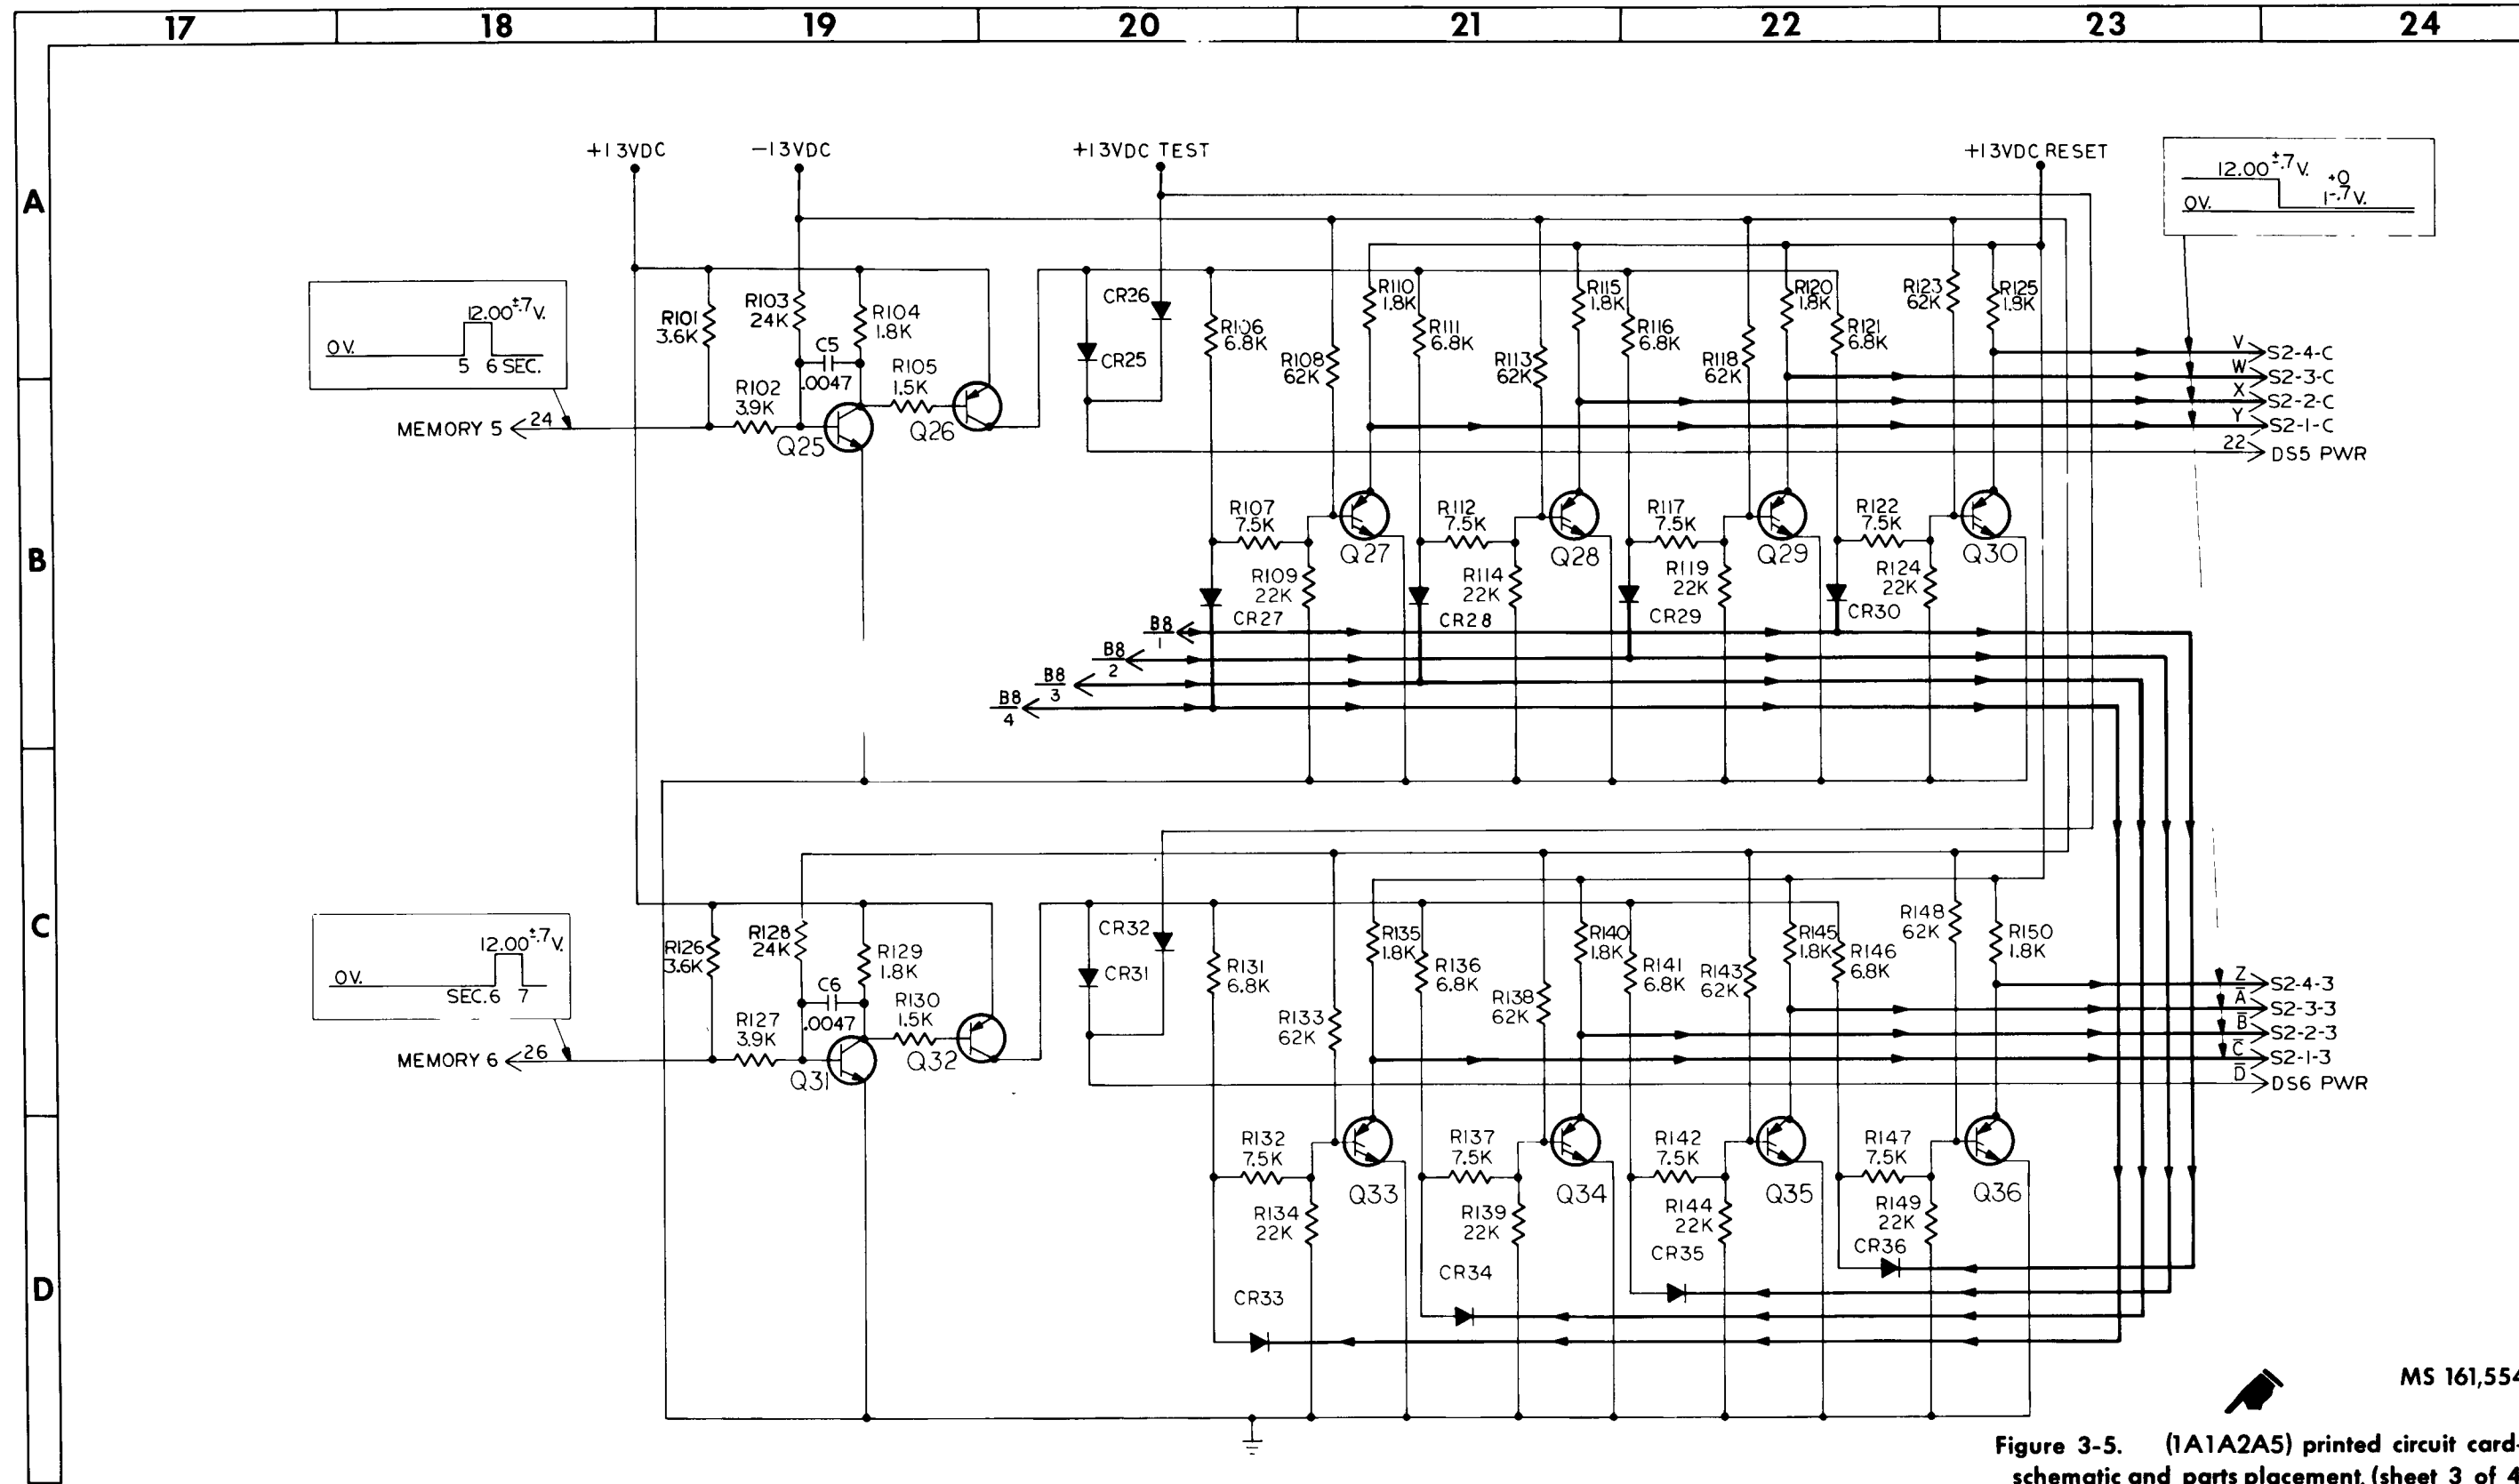 17 18 19 20 21 22 23 24
A
B
C
D
+13VDC
-13VDC
+13VDC TEST
+13VDC RESET
12.00±.7V.
+0
1-.7V.
0V.
12.00±.7V.
0V.
5 6 SEC.
R101
3.6K
R103
24K
R104
1.8K
C5
.0047
R105
1.5K
R102
3.9K
MEMORY 5
24
Q25
Q26
CR26
CR25
R106
6.8K
R108
62K
R110
1.8K
R111
6.8K
R113
62K
R115
1.8K
R116
6.8K
R118
62K
R120
1.8K
R121
6.8K
R123
62K
R125
1.8K
V S2-4-C
W S2-3-C
X S2-2-C
Y S2-1-C
22 DS5 PWR
R107
7.5K
R112
7.5K
R117
7.5K
R122
7.5K
Q27
Q28
Q29
Q30
R109
22K
R114
22K
R119
22K
R124
22K
CR27
CR28
CR29
CR30
B8
1
B8
2
B8
3
B8
4
12.00±.7V.
0V.
SEC.6 7
R126
3.6K
R128
24K
R129
1.8K
C6
.0047
R130
1.5K
R127
3.9K
MEMORY 6
26
Q31
Q32
CR32
CR31
R131
6.8K
R133
62K
R135
1.8K
R136
6.8K
R138
62K
R140
1.8K
R141
6.8K
R143
62K
R145
1.8K
R146
6.8K
R148
62K
R150
1.8K
Z S2-4-3
A̅ S2-3-3
B̅ S2-2-3
C̅ S2-1-3
D̅ DS6 PWR
R132
7.5K
R137
7.5K
R142
7.5K
R147
7.5K
Q33
Q34
Q35
Q36
R134
22K
R139
22K
R144
22K
R149
22K
CR33
CR34
CR35
CR36
MS 161,554
Figure 3-5. (1A1A2A5) printed circuit card-
schematic and parts placement. (sheet 3 of 4